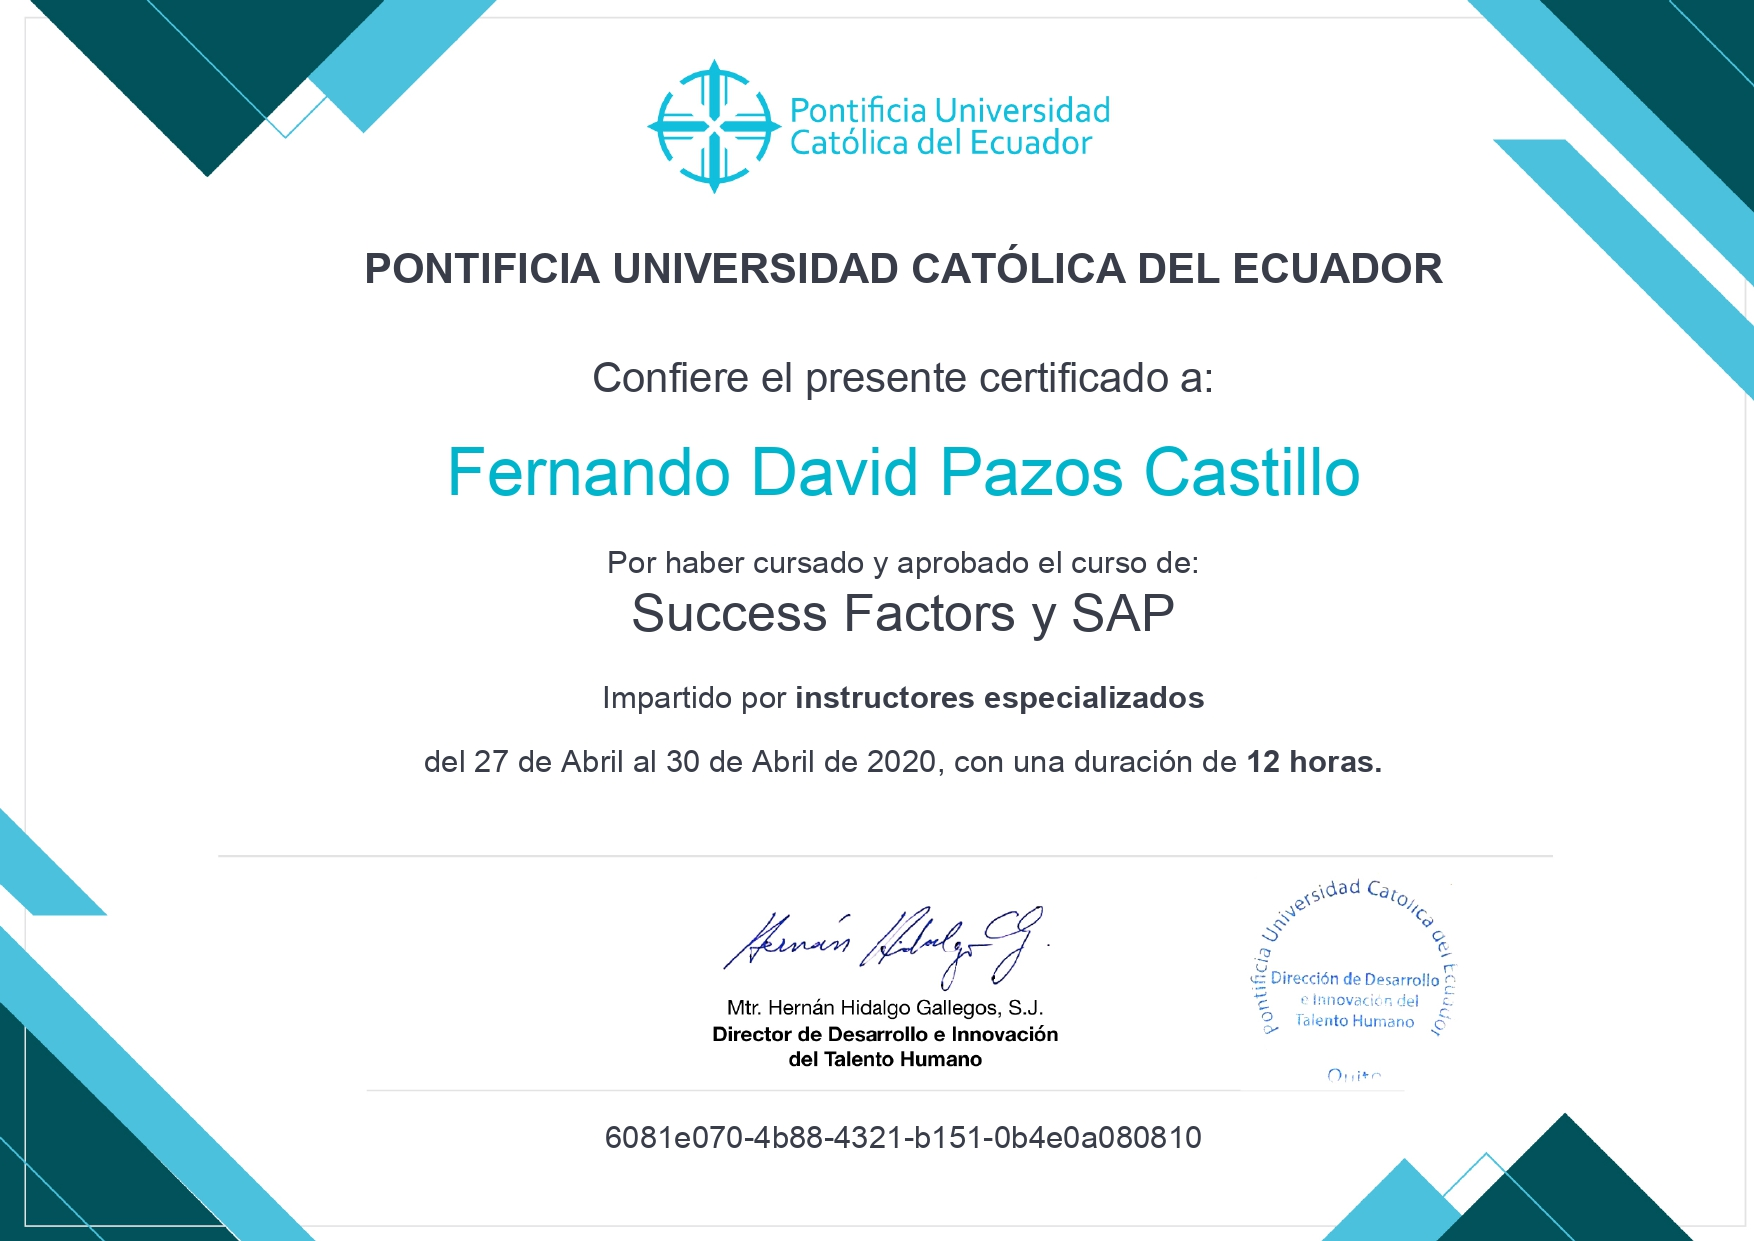 Pontificia Universidad
Católica del Ecuador
PONTIFICIA UNIVERSIDAD CATÓLICA DEL ECUADOR
Confiere el presente certificado a:
Fernando David Pazos Castillo
Por haber cursado y aprobado el curso de:
Success Factors y SAP
Impartido por instructores especializados
del 27 de Abril al 30 de Abril de 2020, con una duración de 12 horas.
Hernán Hidalgo G.
Mtr. Hernán Hidalgo Gallegos, S.J.
Director de Desarrollo e Innovación
del Talento Humano
Pontificia Universidad Catolica del Ecuador
Dirección de Desarrollo
e Innovación del
Talento Humano
Quito
6081e070-4b88-4321-b151-0b4e0a080810